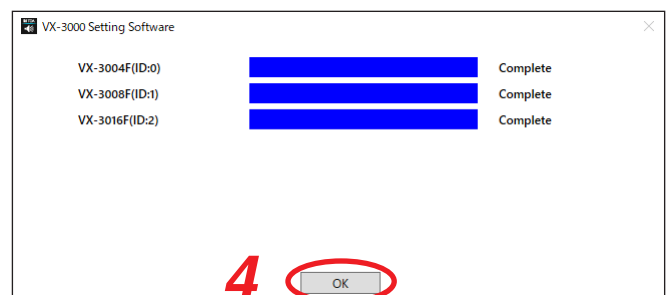 VX-3000 Setting Software
VX-3004F(ID:0) Complete
VX-3008F(ID:1) Complete
VX-3016F(ID:2) Complete
4 OK